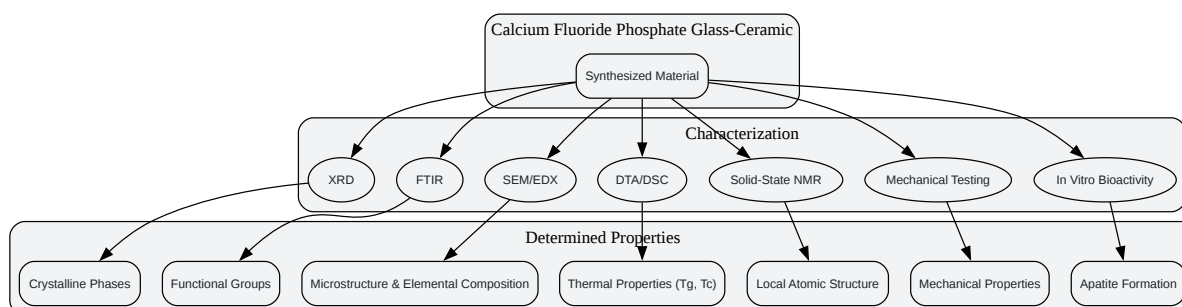 Calcium Fluoride Phosphate Glass-Ceramic
Synthesized Material
Characterization
XRD
FTIR
SEM/EDX
DTA/DSC
Solid-State NMR
Mechanical Testing
In Vitro Bioactivity
Determined Properties
Crystalline Phases
Functional Groups
Microstructure & Elemental Composition
Thermal Properties (Tg, Tc)
Local Atomic Structure
Mechanical Properties
Apatite Formation